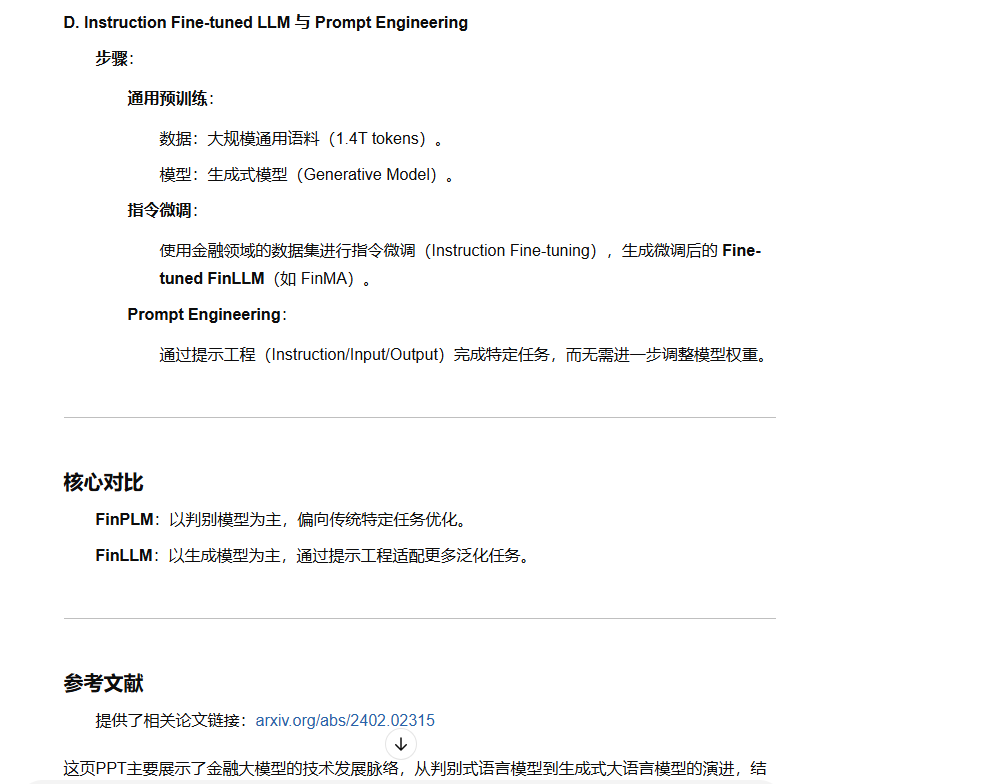 D. Instruction Fine-tuned LLM 与 Prompt Engineering
步骤：
通用预训练：
数据：大规模通用语料（1.4T tokens）。
模型：生成式模型（Generative Model）。
指令微调：
使用金融领域的数据集进行指令微调（Instruction Fine-tuning），生成微调后的 Fine-
tuned FinLLM（如 FinMA）。
Prompt Engineering：
通过提示工程（Instruction/Input/Output）完成特定任务，而无需进一步调整模型权重。
核心对比
FinPLM：以判别模型为主，偏向传统特定任务优化。
FinLLM：以生成模型为主，通过提示工程适配更多泛化任务。
参考文献
提供了相关论文链接：arxiv.org/abs/2402.02315
这页PPT主要展示了金融大模型的技术发展脉络，从判别式语言模型到生成式大语言模型的演进，结